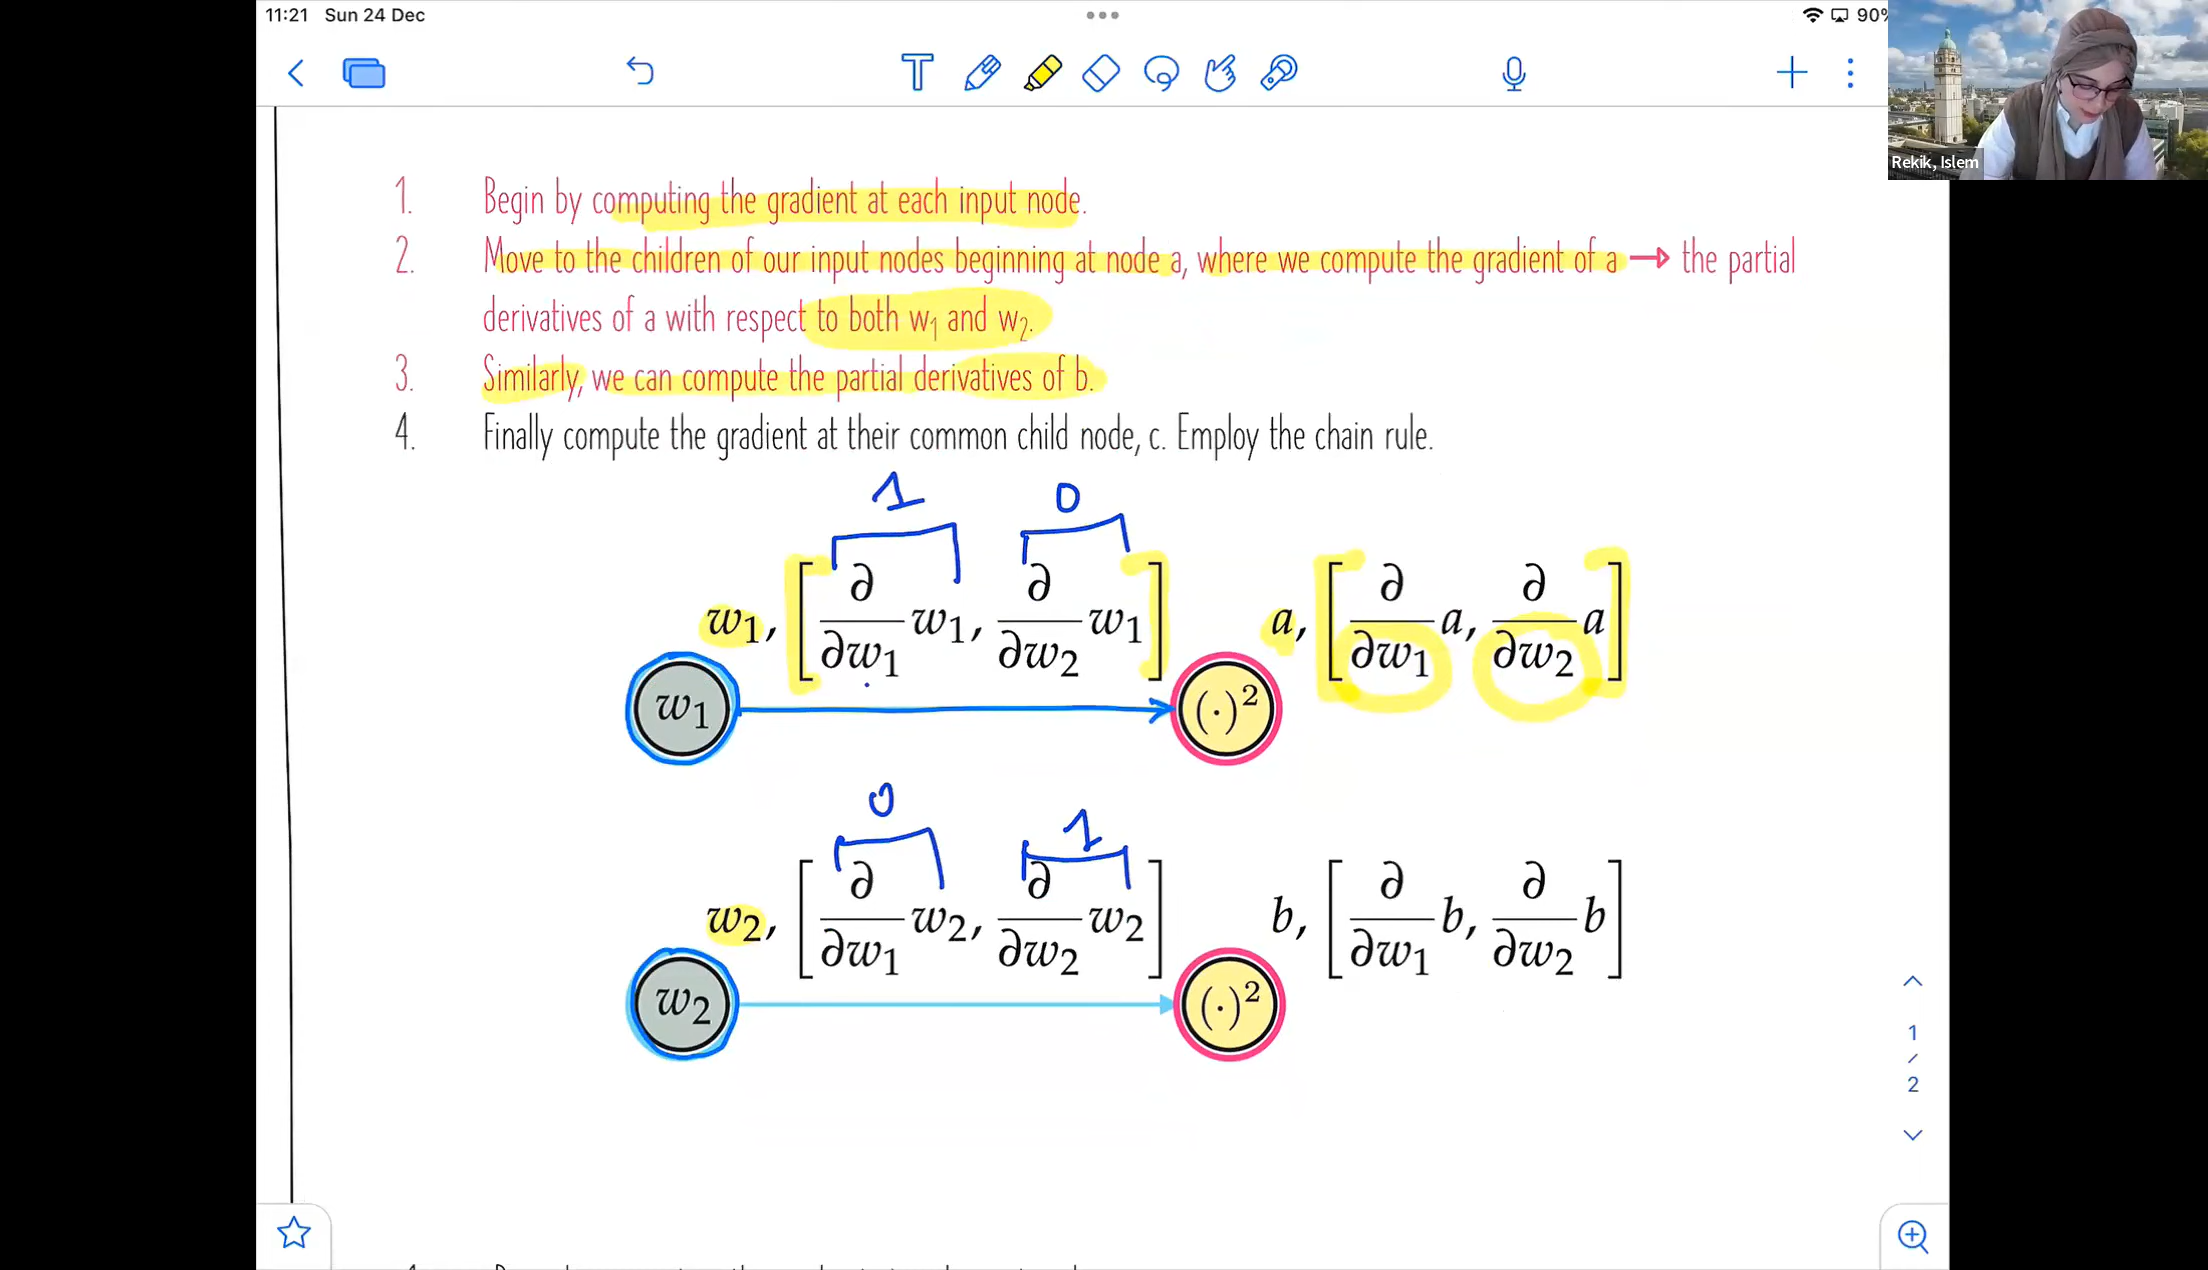 11:21 Sun 24 Dec
90%
Rekik, Islem
1. Begin by computing the gradient at each input node.
2. Move to the children of our input nodes beginning at node a, where we compute the gradient of a → the partial
derivatives of a with respect to both w₁ and w₂.
3. Similarly, we can compute the partial derivatives of b.
4. Finally compute the gradient at their common child node, c. Employ the chain rule.
1 0
w₁, [∂/∂w₁ w₁, ∂/∂w₂ w₁] a, [∂/∂w₁ a, ∂/∂w₂ a]
w₁ (·)²
0 1
w₂, [∂/∂w₁ w₂, ∂/∂w₂ w₂] b, [∂/∂w₁ b, ∂/∂w₂ b]
w₂ (·)²
1
/
2